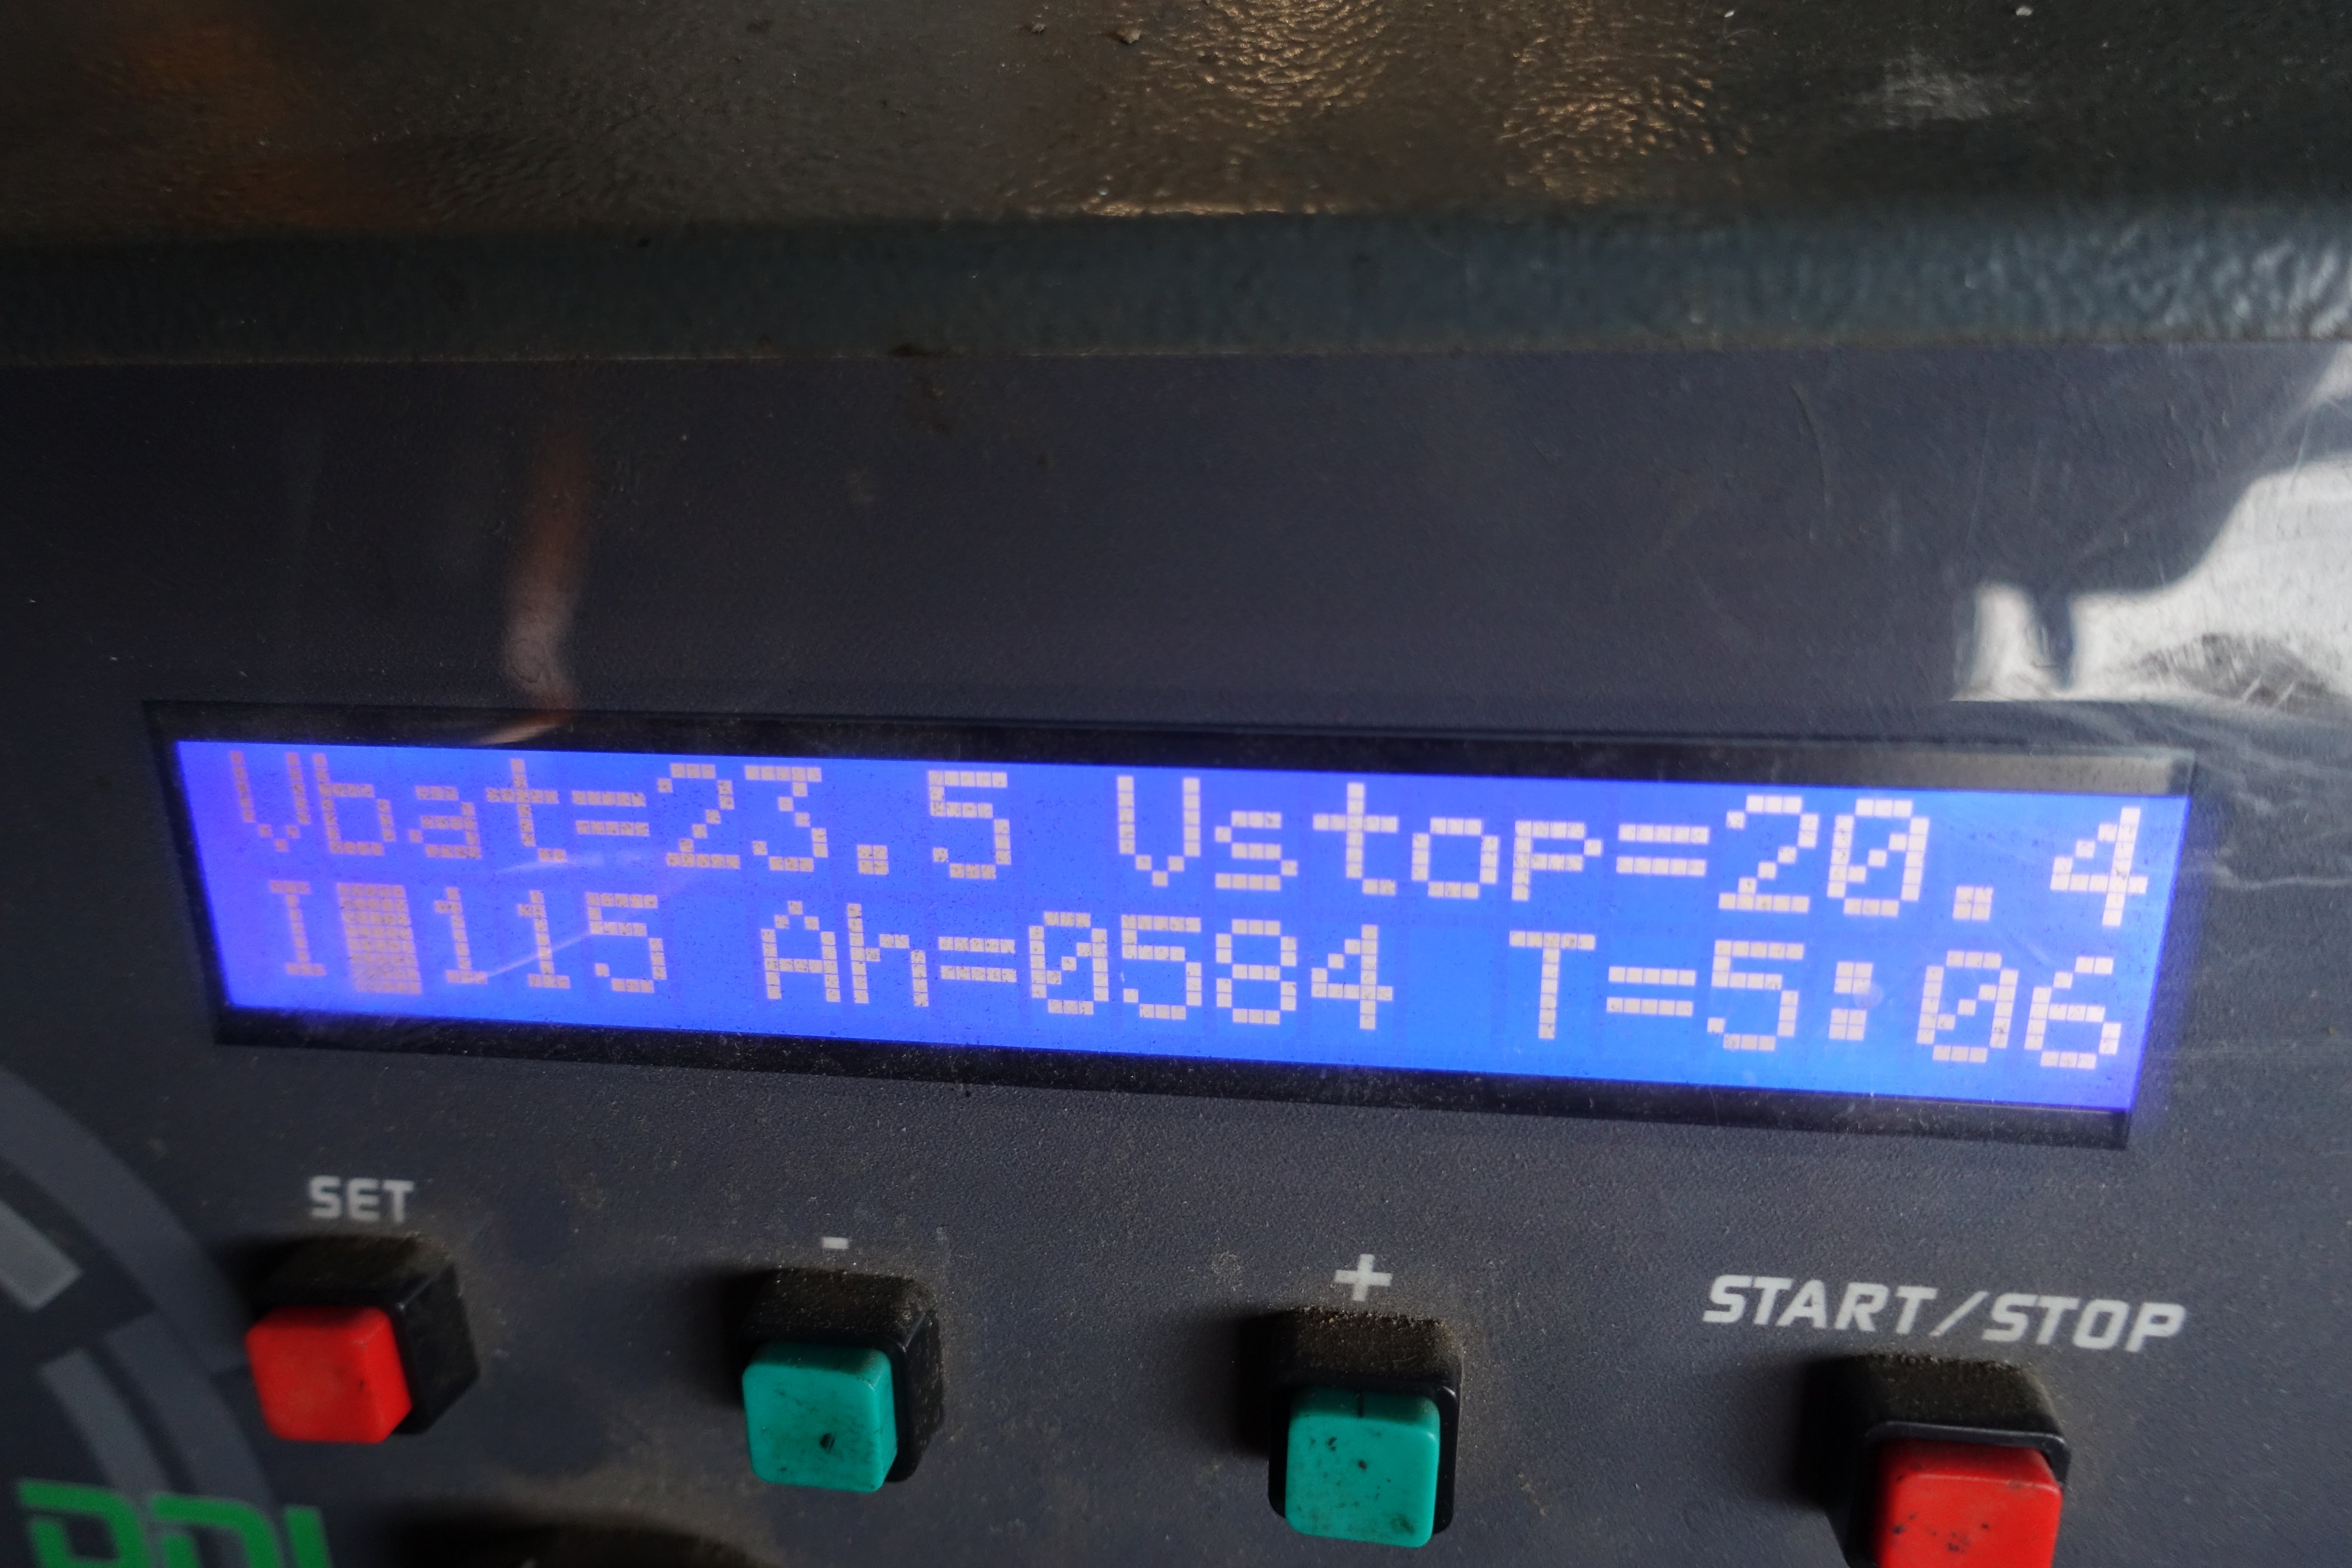 Vbat=23.5 Vstop=20.4
I█115 Ah=0584 T=5:06
SET
-
+
START/STOP